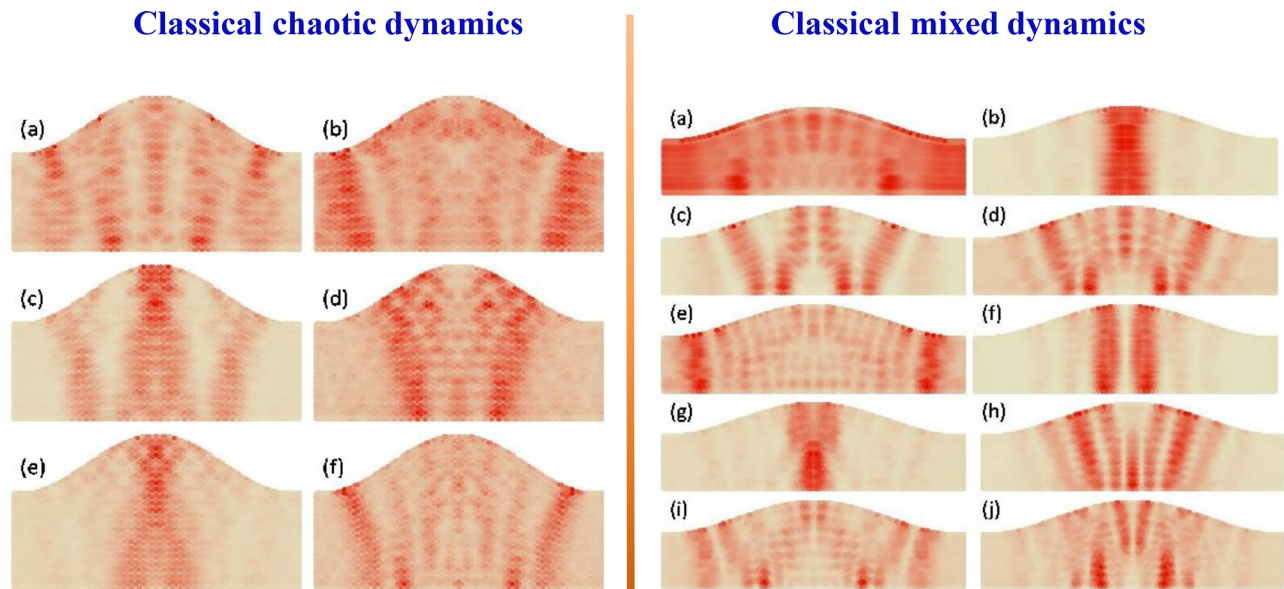 Classical chaotic dynamics
(a)
(b)
(c)
(d)
(e)
(f)
Classical mixed dynamics
(a)
(b)
(c)
(d)
(e)
(f)
(g)
(h)
(i)
(j)